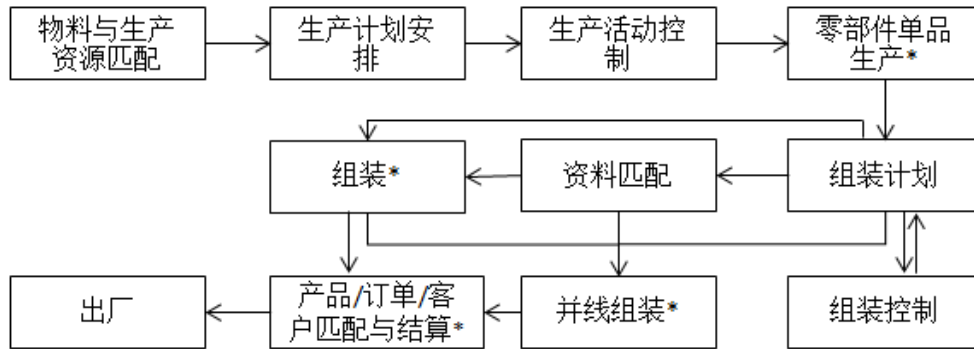 物料与生产
资源匹配
生产计划安
排
生产活动控
制
零部件单品
生产*
组装*
资料匹配
组装计划
出厂
产品/订单/客
户匹配与结算*
并线组装*
组装控制